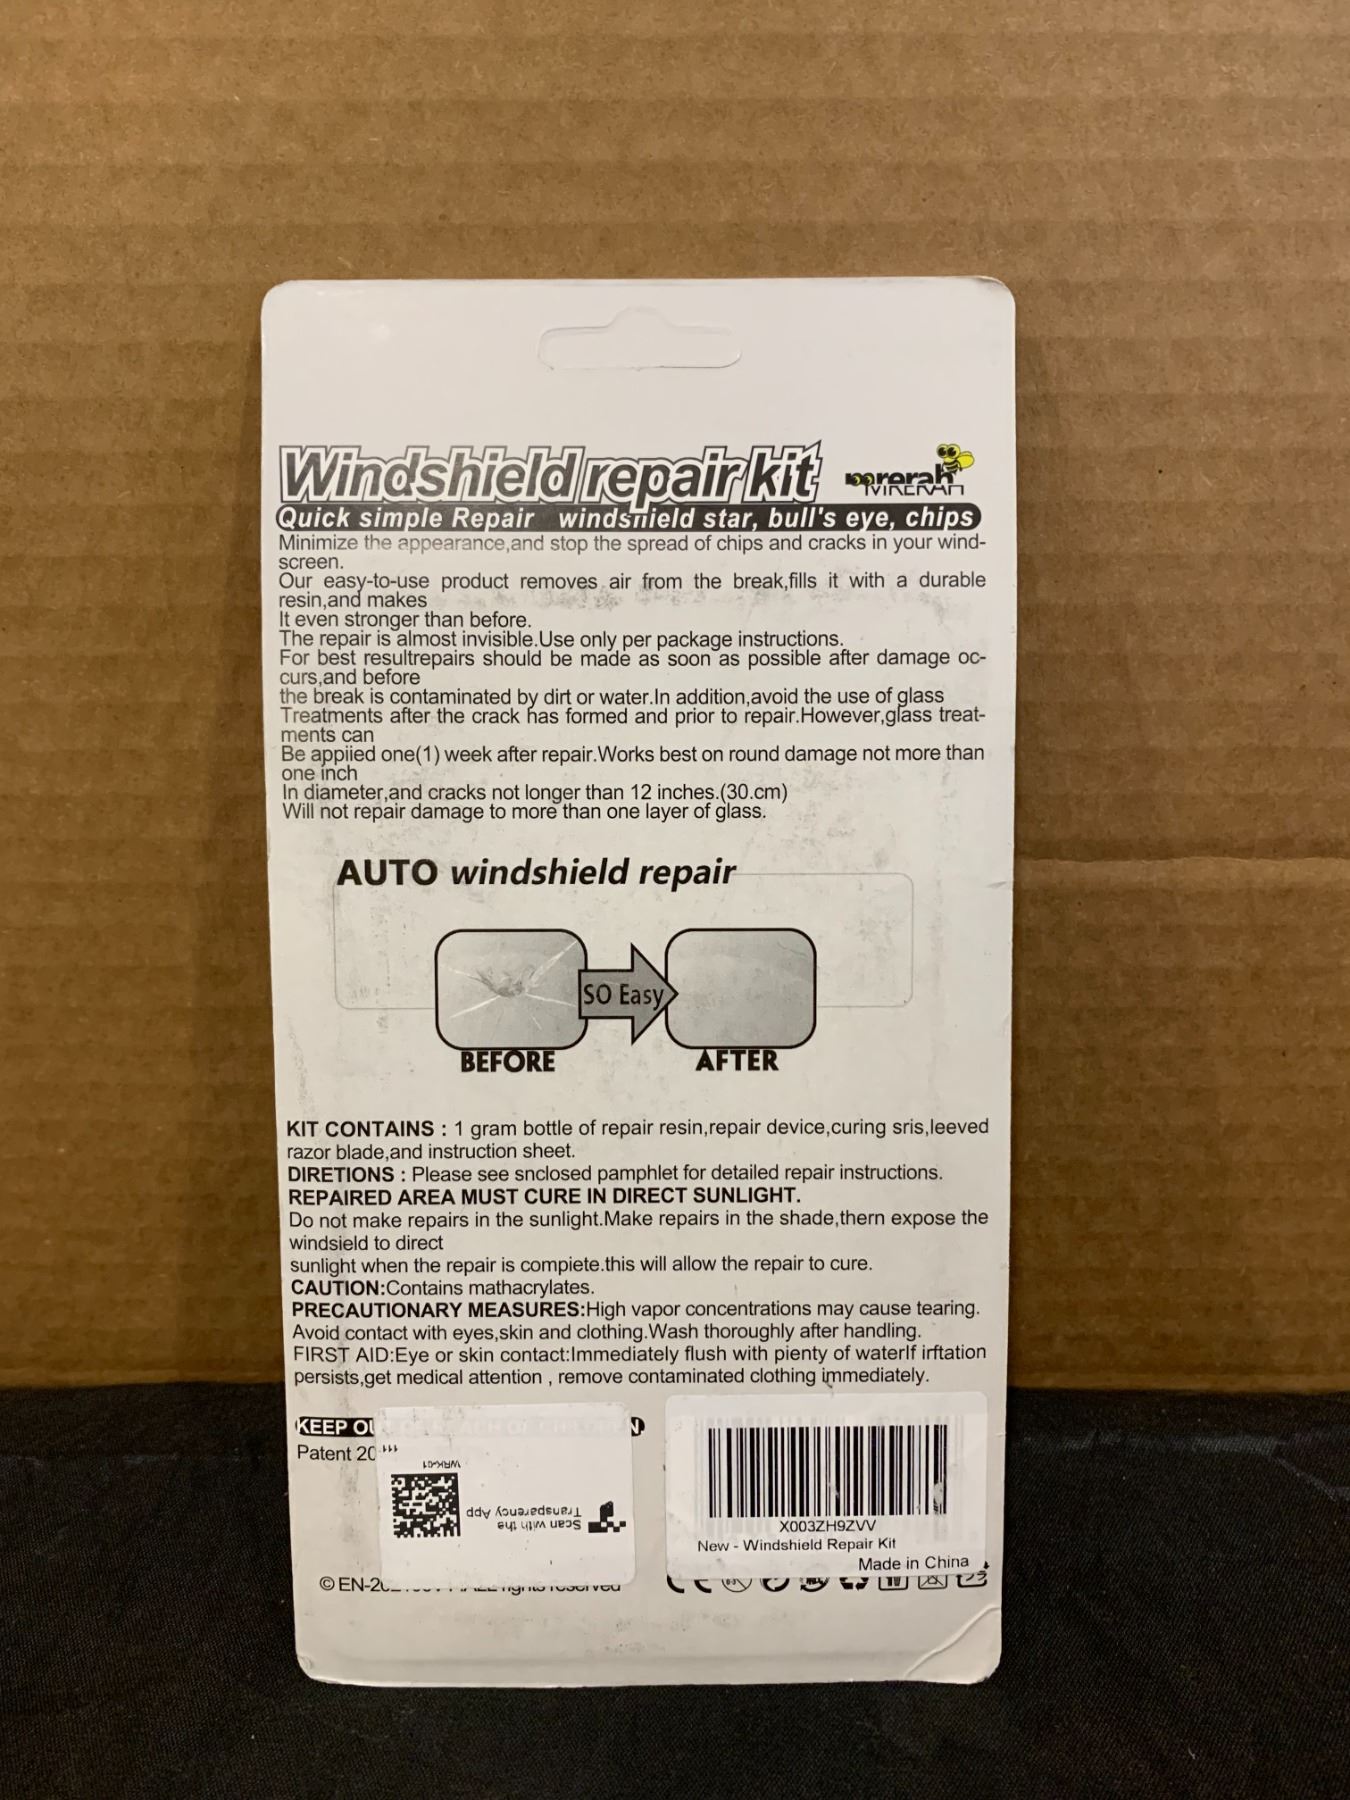 Windshield repair kit
Quick simple Repair windshield star, bull's eye, chips
Minimize the appearance,and stop the spread of chips and cracks in your wind-
screen.
Our easy-to-use product removes air from the break,fills it with a durable
resin,and makes
It even stronger than before.
The repair is almost invisible.Use only per package instructions.
For best resultrepairs should be made as soon as possible after damage oc-
curs,and before
the break is contaminated by dirt or water.In addition,avoid the use of glass
Treatments after the crack has formed and prior to repair.However,glass treat-
ments can
Be appiied one(1) week after repair.Works best on round damage not more than
one inch
In diameter,and cracks not longer than 12 inches.(30.cm)
Will not repair damage to more than one layer of glass.
AUTO windshield repair
SO Easy
BEFORE AFTER
KIT CONTAINS : 1 gram bottle of repair resin,repair device,curing sris,leeved
razor blade,and instruction sheet.
DIRETIONS : Please see snclosed pamphlet for detailed repair instructions.
REPAIRED AREA MUST CURE IN DIRECT SUNLIGHT.
Do not make repairs in the sunlight.Make repairs in the shade,thern expose the
windsield to direct
sunlight when the repair is compiete.this will allow the repair to cure.
CAUTION:Contains mathacrylates.
PRECAUTIONARY MEASURES:High vapor concentrations may cause tearing.
Avoid contact with eyes,skin and clothing.Wash thoroughly after handling.
FIRST AID:Eye or skin contact:Immediately flush with pienty of waterIf irftation
persists,get medical attention , remove contaminated clothing immediately.
KEEP OUT OF REACH OF CHILDREN
Patent 20
WRK-01
Scan with the
Transparency App
X003ZH9ZVV
New - Windshield Repair Kit
Made in China
© EN-20 rights reserved